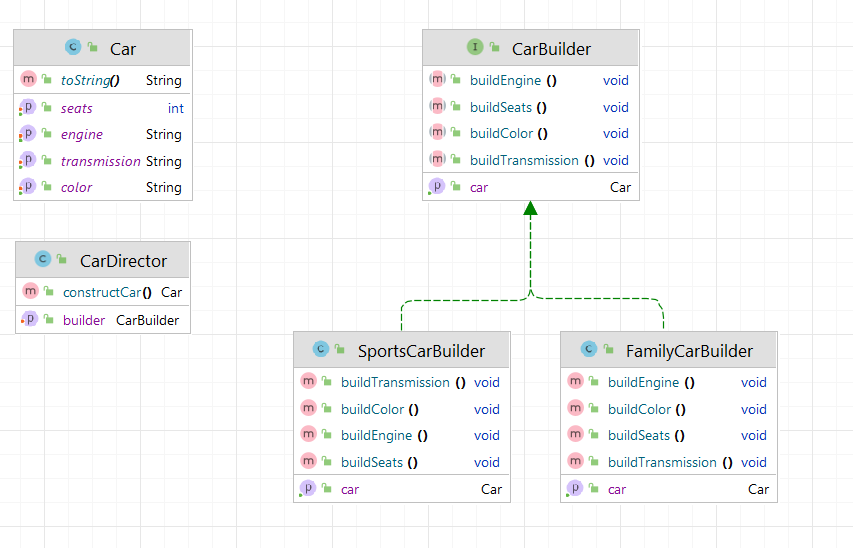 C Car
m toString() String
p seats int
p engine String
p transmission String
p color String
I CarBuilder
m buildEngine () void
m buildSeats () void
m buildColor () void
m buildTransmission () void
p car Car
C CarDirector
m constructCar() Car
p builder CarBuilder
C SportsCarBuilder
m buildTransmission () void
m buildColor () void
m buildEngine () void
m buildSeats () void
p car Car
C FamilyCarBuilder
m buildEngine () void
m buildColor () void
m buildSeats () void
m buildTransmission () void
p car Car